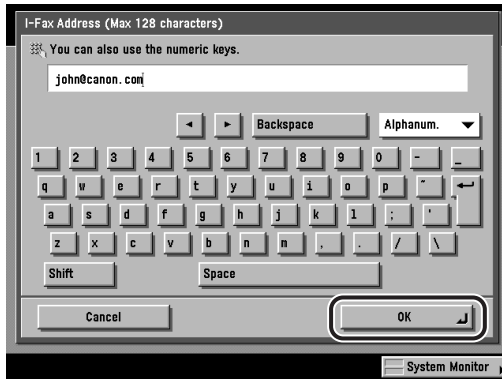 I-Fax Address (Max 128 characters)
You can also use the numeric keys.
john@canon.com
◄ ► Backspace Alphanum. ▼
1 2 3 4 5 6 7 8 9 0 - _
q w e r t y u i o p ~
a s d f g h j k l ; '
z x c v b n m , . / \
Shift Space
Cancel OK
System Monitor